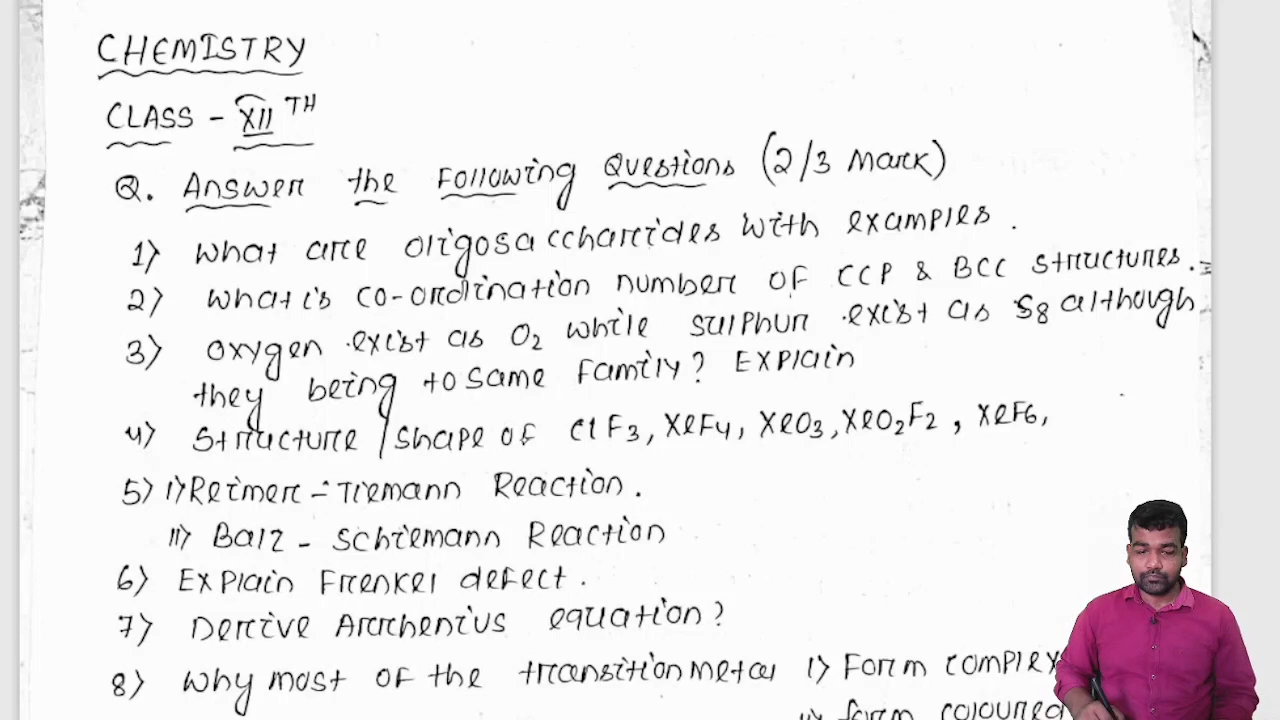 CHEMISTRY
CLASS - XII TH
Q. Answer the Following Questions (2/3 Mark)
1) What are oligosaccharides with examples.
2) What is co-ordination number of CCP & BCC structures.
3) Oxygen exist as O2 while sulphur exist as S8 although
they being to same family? Explain
4) Structure / shape of ClF3, XeF4, XeO3, XeO2F2, XeF6,
5) i) Reimer - Tiemann Reaction.
ii) Balz - Schiemann Reaction
6) Explain Frenkel defect.
7) Derive Arrhenius equation?
8) Why most of the transition metal i) Form complex
ii) form coloured